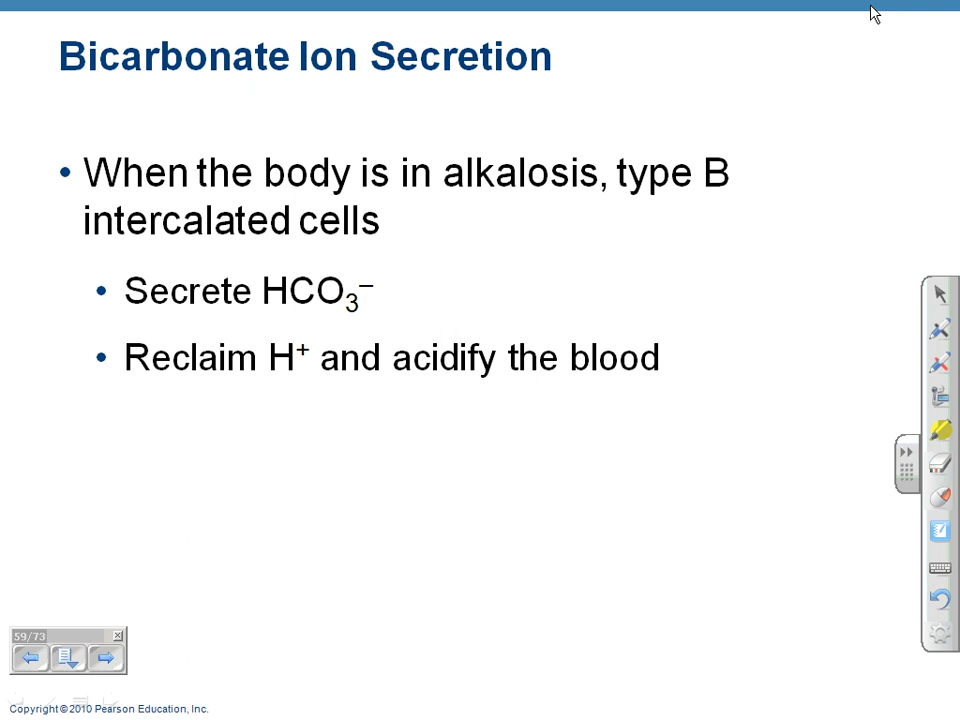 Bicarbonate Ion Secretion
• When the body is in alkalosis, type B
intercalated cells
• Secrete HCO₃⁻
• Reclaim H⁺ and acidify the blood
59/73
Copyright © 2010 Pearson Education, Inc.